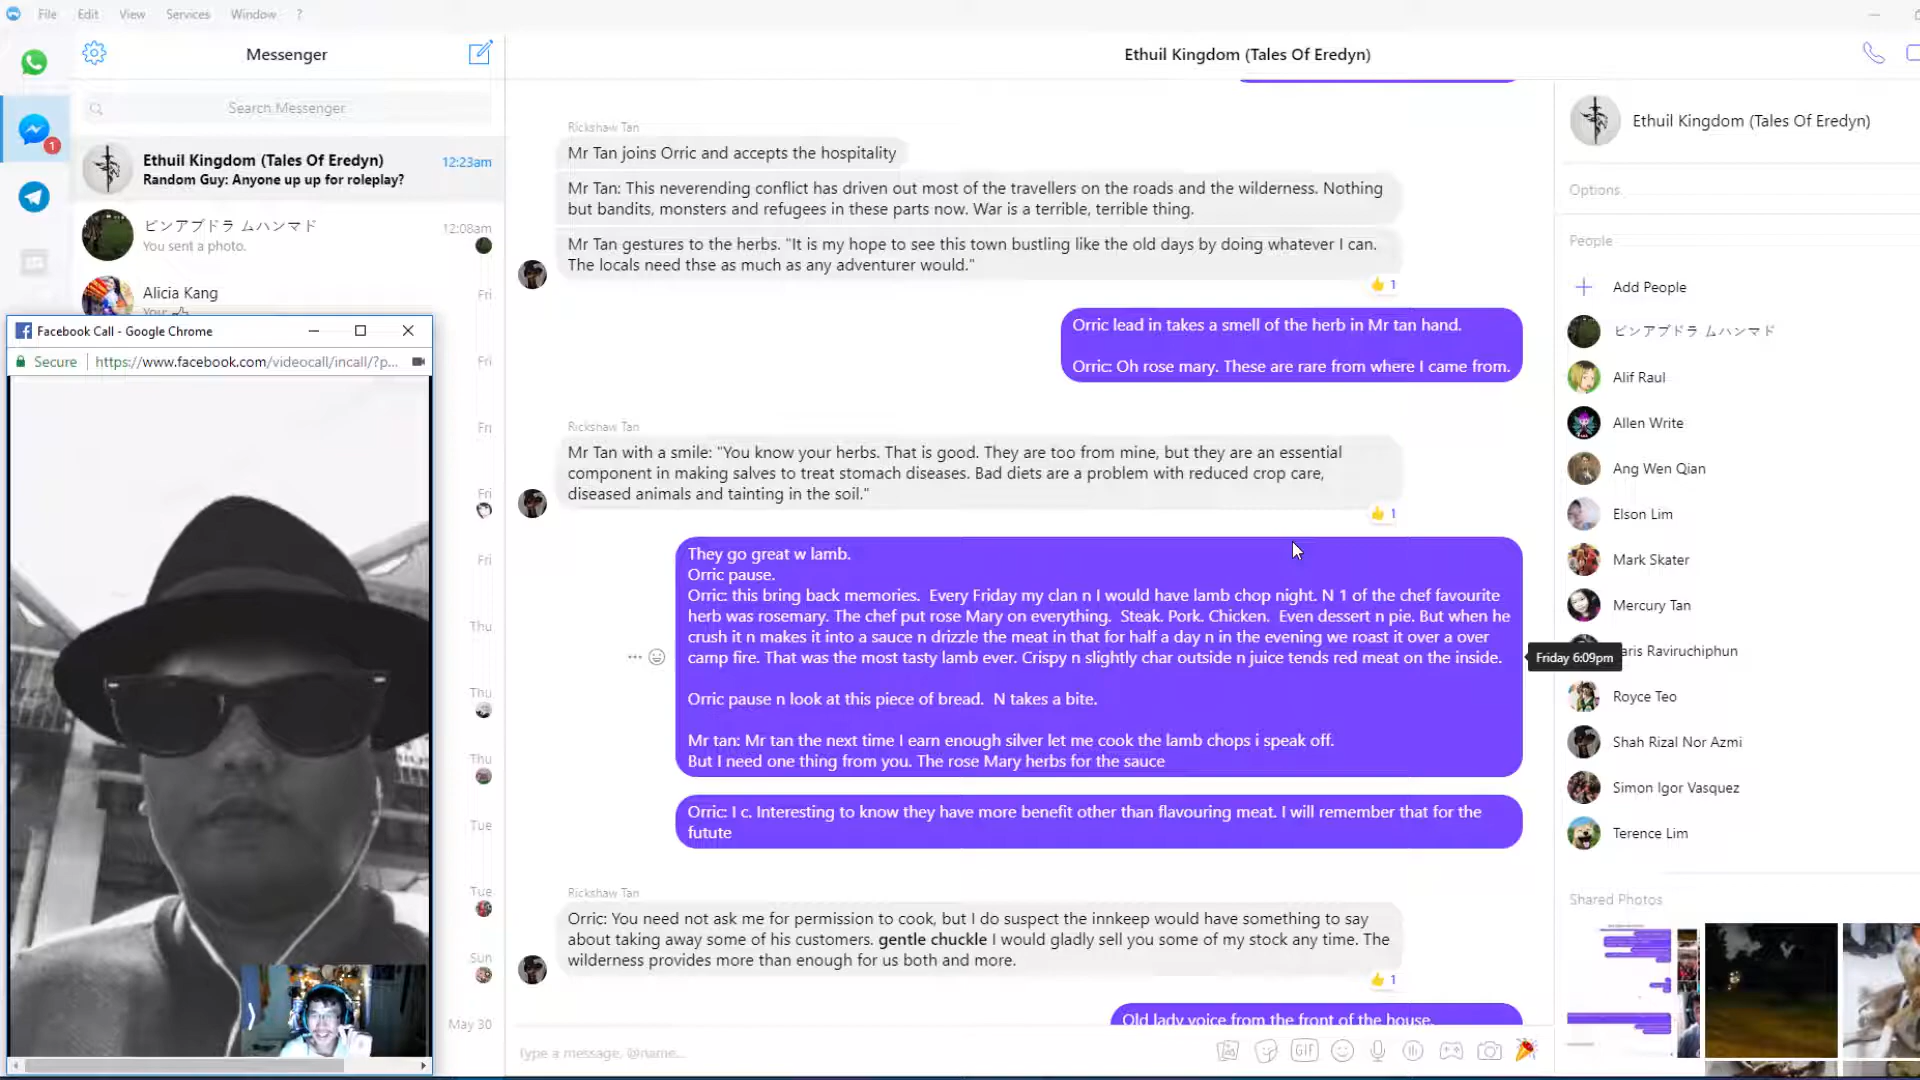 File Edit View Services Window ?
Messenger
Search Messenger
Ethuil Kingdom (Tales Of Eredyn) 12:23am
Random Guy: Anyone up up for roleplay?
ビンアブドラ ムハンマド 12:08am
You sent a photo.
Alicia Kang Fri
Fri
Fri
Fri
Fri
Thu
Thu
Thu
Tue
Tue
Sun
May 30
1
Facebook Call - Google Chrome
Secure https://www.facebook.com/videocall/incall/?p...
Ethuil Kingdom (Tales Of Eredyn)
Rickshaw Tan
Mr Tan joins Orric and accepts the hospitality
Mr Tan: This neverending conflict has driven out most of the travellers on the roads and the wilderness. Nothing
but bandits, monsters and refugees in these parts now. War is a terrible, terrible thing.
Mr Tan gestures to the herbs. "It is my hope to see this town bustling like the old days by doing whatever I can.
The locals need thse as much as any adventurer would."
1
Orric lead in takes a smell of the herb in Mr tan hand.
Orric: Oh rose mary. These are rare from where I came from.
Rickshaw Tan
Mr Tan with a smile: "You know your herbs. That is good. They are too from mine, but they are an essential
component in making salves to treat stomach diseases. Bad diets are a problem with reduced crop care,
diseased animals and tainting in the soil."
1
They go great w lamb.
Orric pause.
Orric: this bring back memories. Every Friday my clan n I would have lamb chop night. N 1 of the chef favourite
herb was rosemary. The chef put rose Mary on everything. Steak. Pork. Chicken. Even dessert n pie. But when he
crush it n makes it into a sauce n drizzle the meat in that for half a day n in the evening we roast it over a over
camp fire. That was the most tasty lamb ever. Crispy n slightly char outside n juice tends red meat on the inside.
Orric pause n look at this piece of bread. N takes a bite.
Mr tan: Mr tan the next time I earn enough silver let me cook the lamb chops i speak off.
But I need one thing from you. The rose Mary herbs for the sauce
Friday 6:09pm
Orric: I c. Interesting to know they have more benefit other than flavouring meat. I will remember that for the
futute
Rickshaw Tan
Orric: You need not ask me for permission to cook, but I do suspect the innkeep would have something to say
about taking away some of his customers. gentle chuckle I would gladly sell you some of my stock any time. The
wilderness provides more than enough for us both and more.
1
Old lady voice from the front of the house.
Type a message, @name...
GIF
Ethuil Kingdom (Tales Of Eredyn)
Options
People
Add People
ビンアブドラ ムハンマド
Alif Raul
Allen Write
Ang Wen Qian
Elson Lim
Mark Skater
Mercury Tan
aris Raviruchiphun
Royce Teo
Shah Rizal Nor Azmi
Simon Igor Vasquez
Terence Lim
Shared Photos